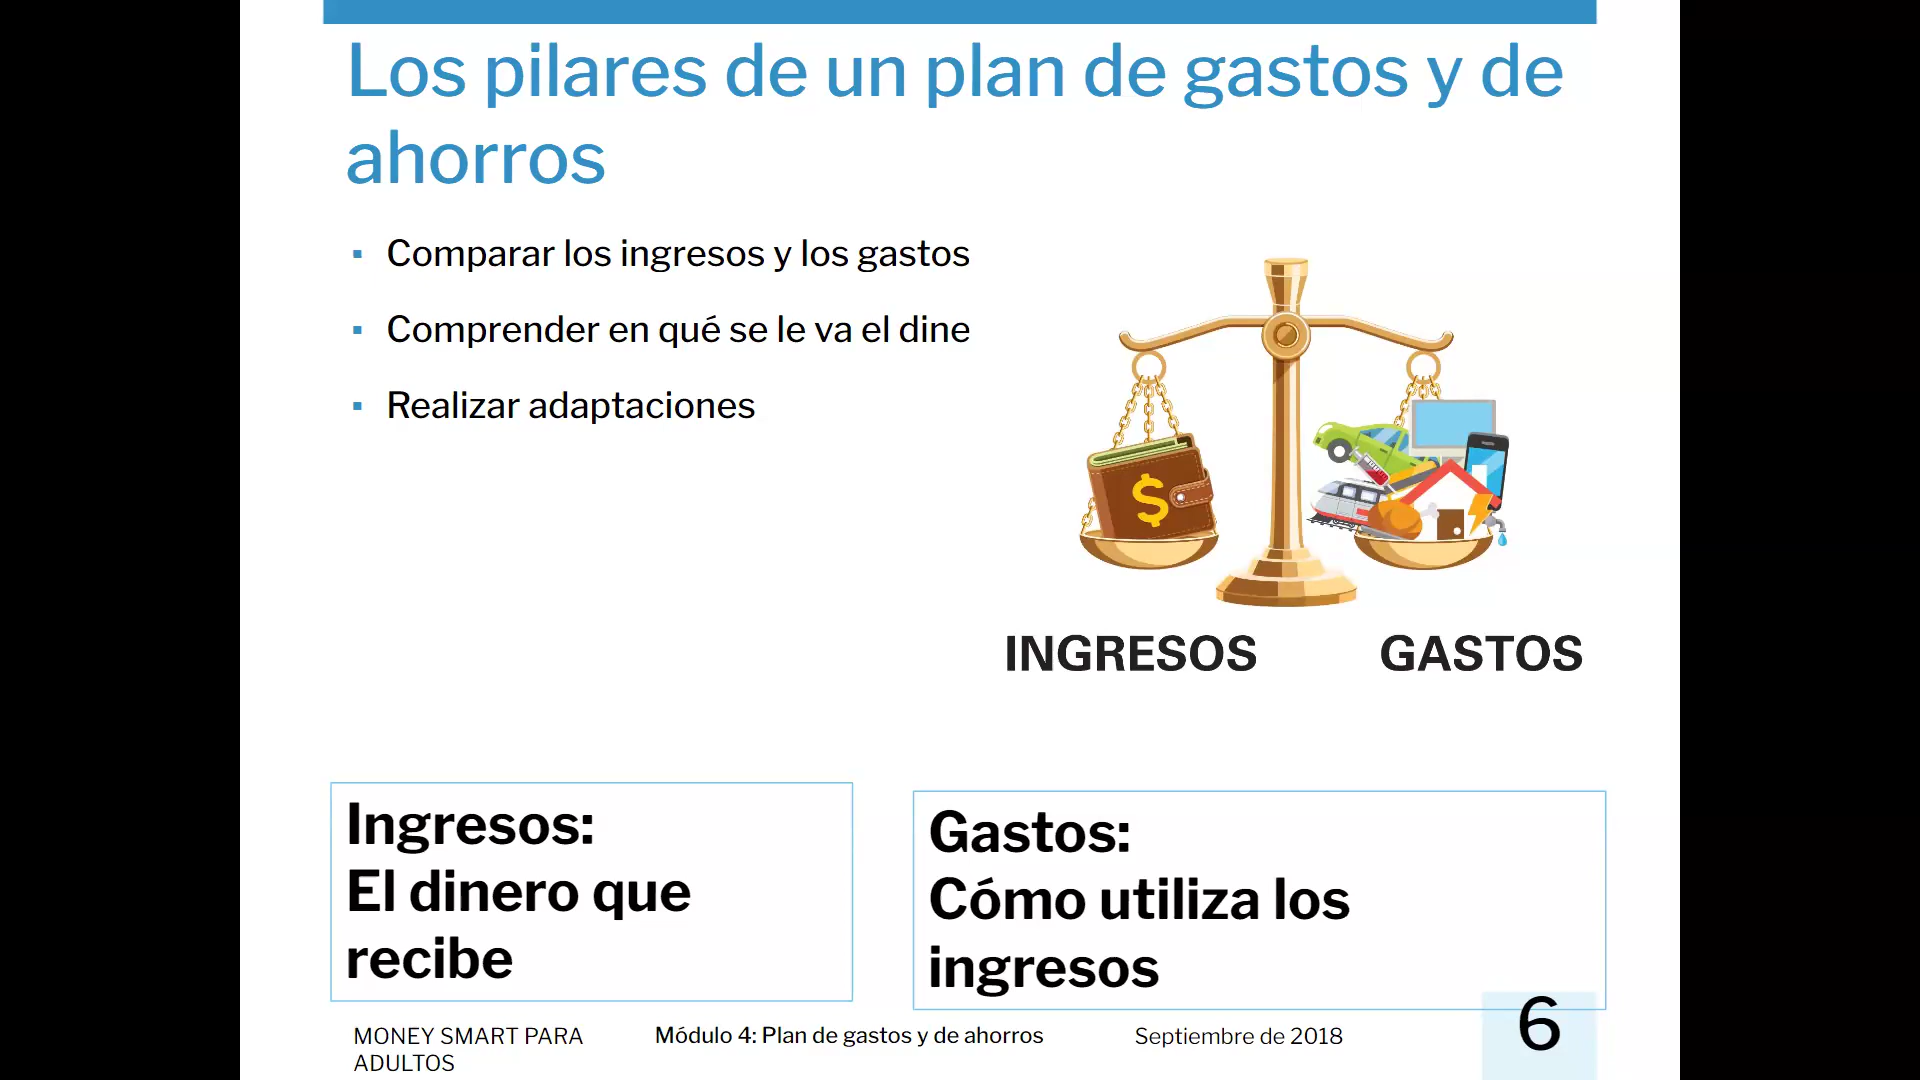 Los pilares de un plan de gastos y de
ahorros
▪ Comparar los ingresos y los gastos
▪ Comprender en qué se le va el dine
▪ Realizar adaptaciones
$
INGRESOS GASTOS
Ingresos:
El dinero que
recibe
Gastos:
Cómo utiliza los
ingresos
MONEY SMART PARA
ADULTOS
Módulo 4: Plan de gastos y de ahorros
Septiembre de 2018
6